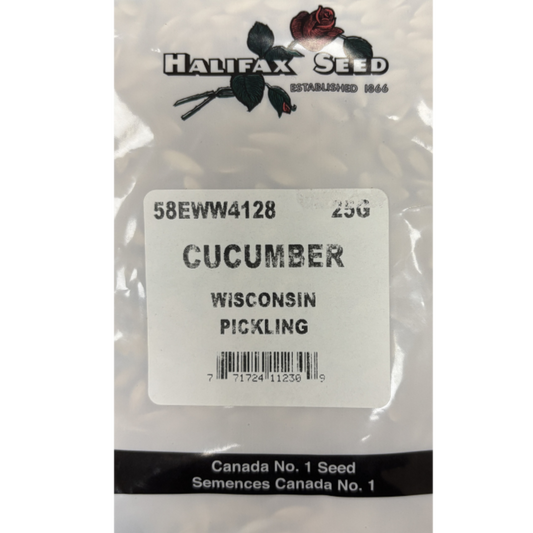 HALIFAX SEED
ESTABLISHED 1866
58EWW4128 25G
CUCUMBER
WISCONSIN
PICKLING
7 71724 11230 9
Canada No. 1 Seed
Semences Canada No. 1